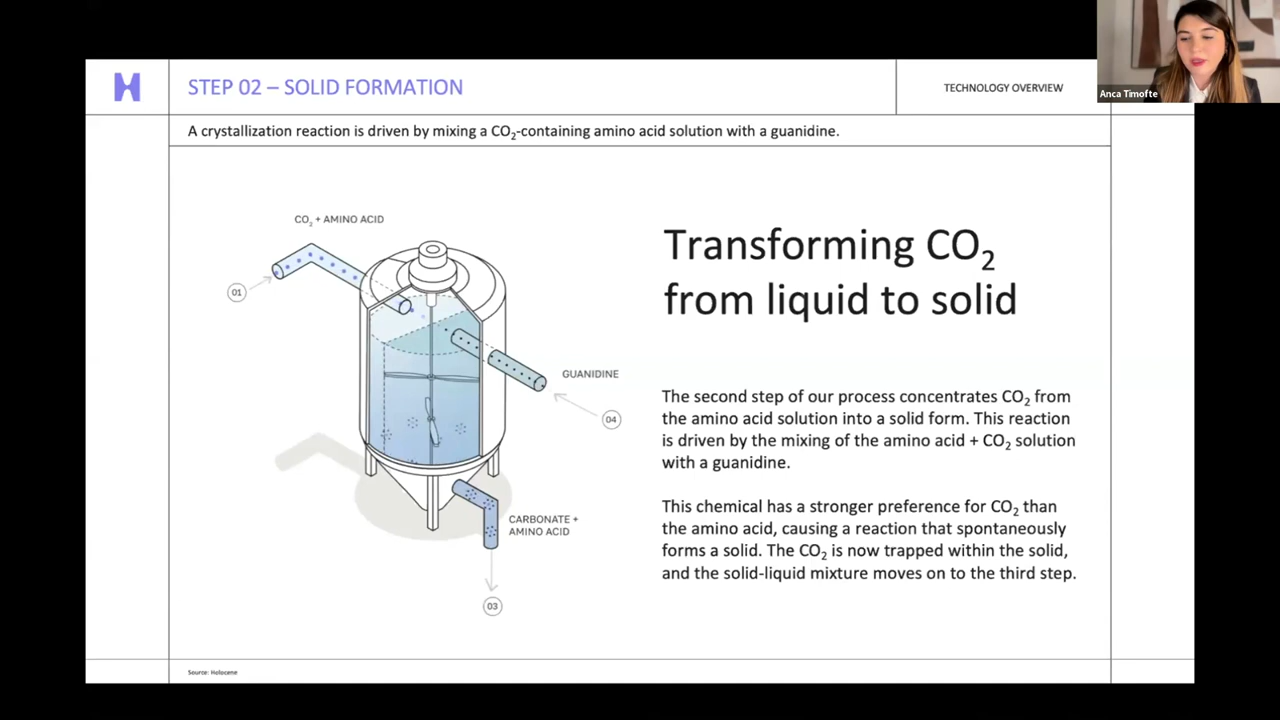 STEP 02 – SOLID FORMATION
TECHNOLOGY OVERVIEW
Anca Timofte
A crystallization reaction is driven by mixing a CO₂-containing amino acid solution with a guanidine.
CO₂ + AMINO ACID
01
GUANIDINE
04
CARBONATE +
AMINO ACID
03
Transforming CO₂
from liquid to solid
The second step of our process concentrates CO₂ from
the amino acid solution into a solid form. This reaction
is driven by the mixing of the amino acid + CO₂ solution
with a guanidine.
This chemical has a stronger preference for CO₂ than
the amino acid, causing a reaction that spontaneously
forms a solid. The CO₂ is now trapped within the solid,
and the solid-liquid mixture moves on to the third step.
Source: Holocene